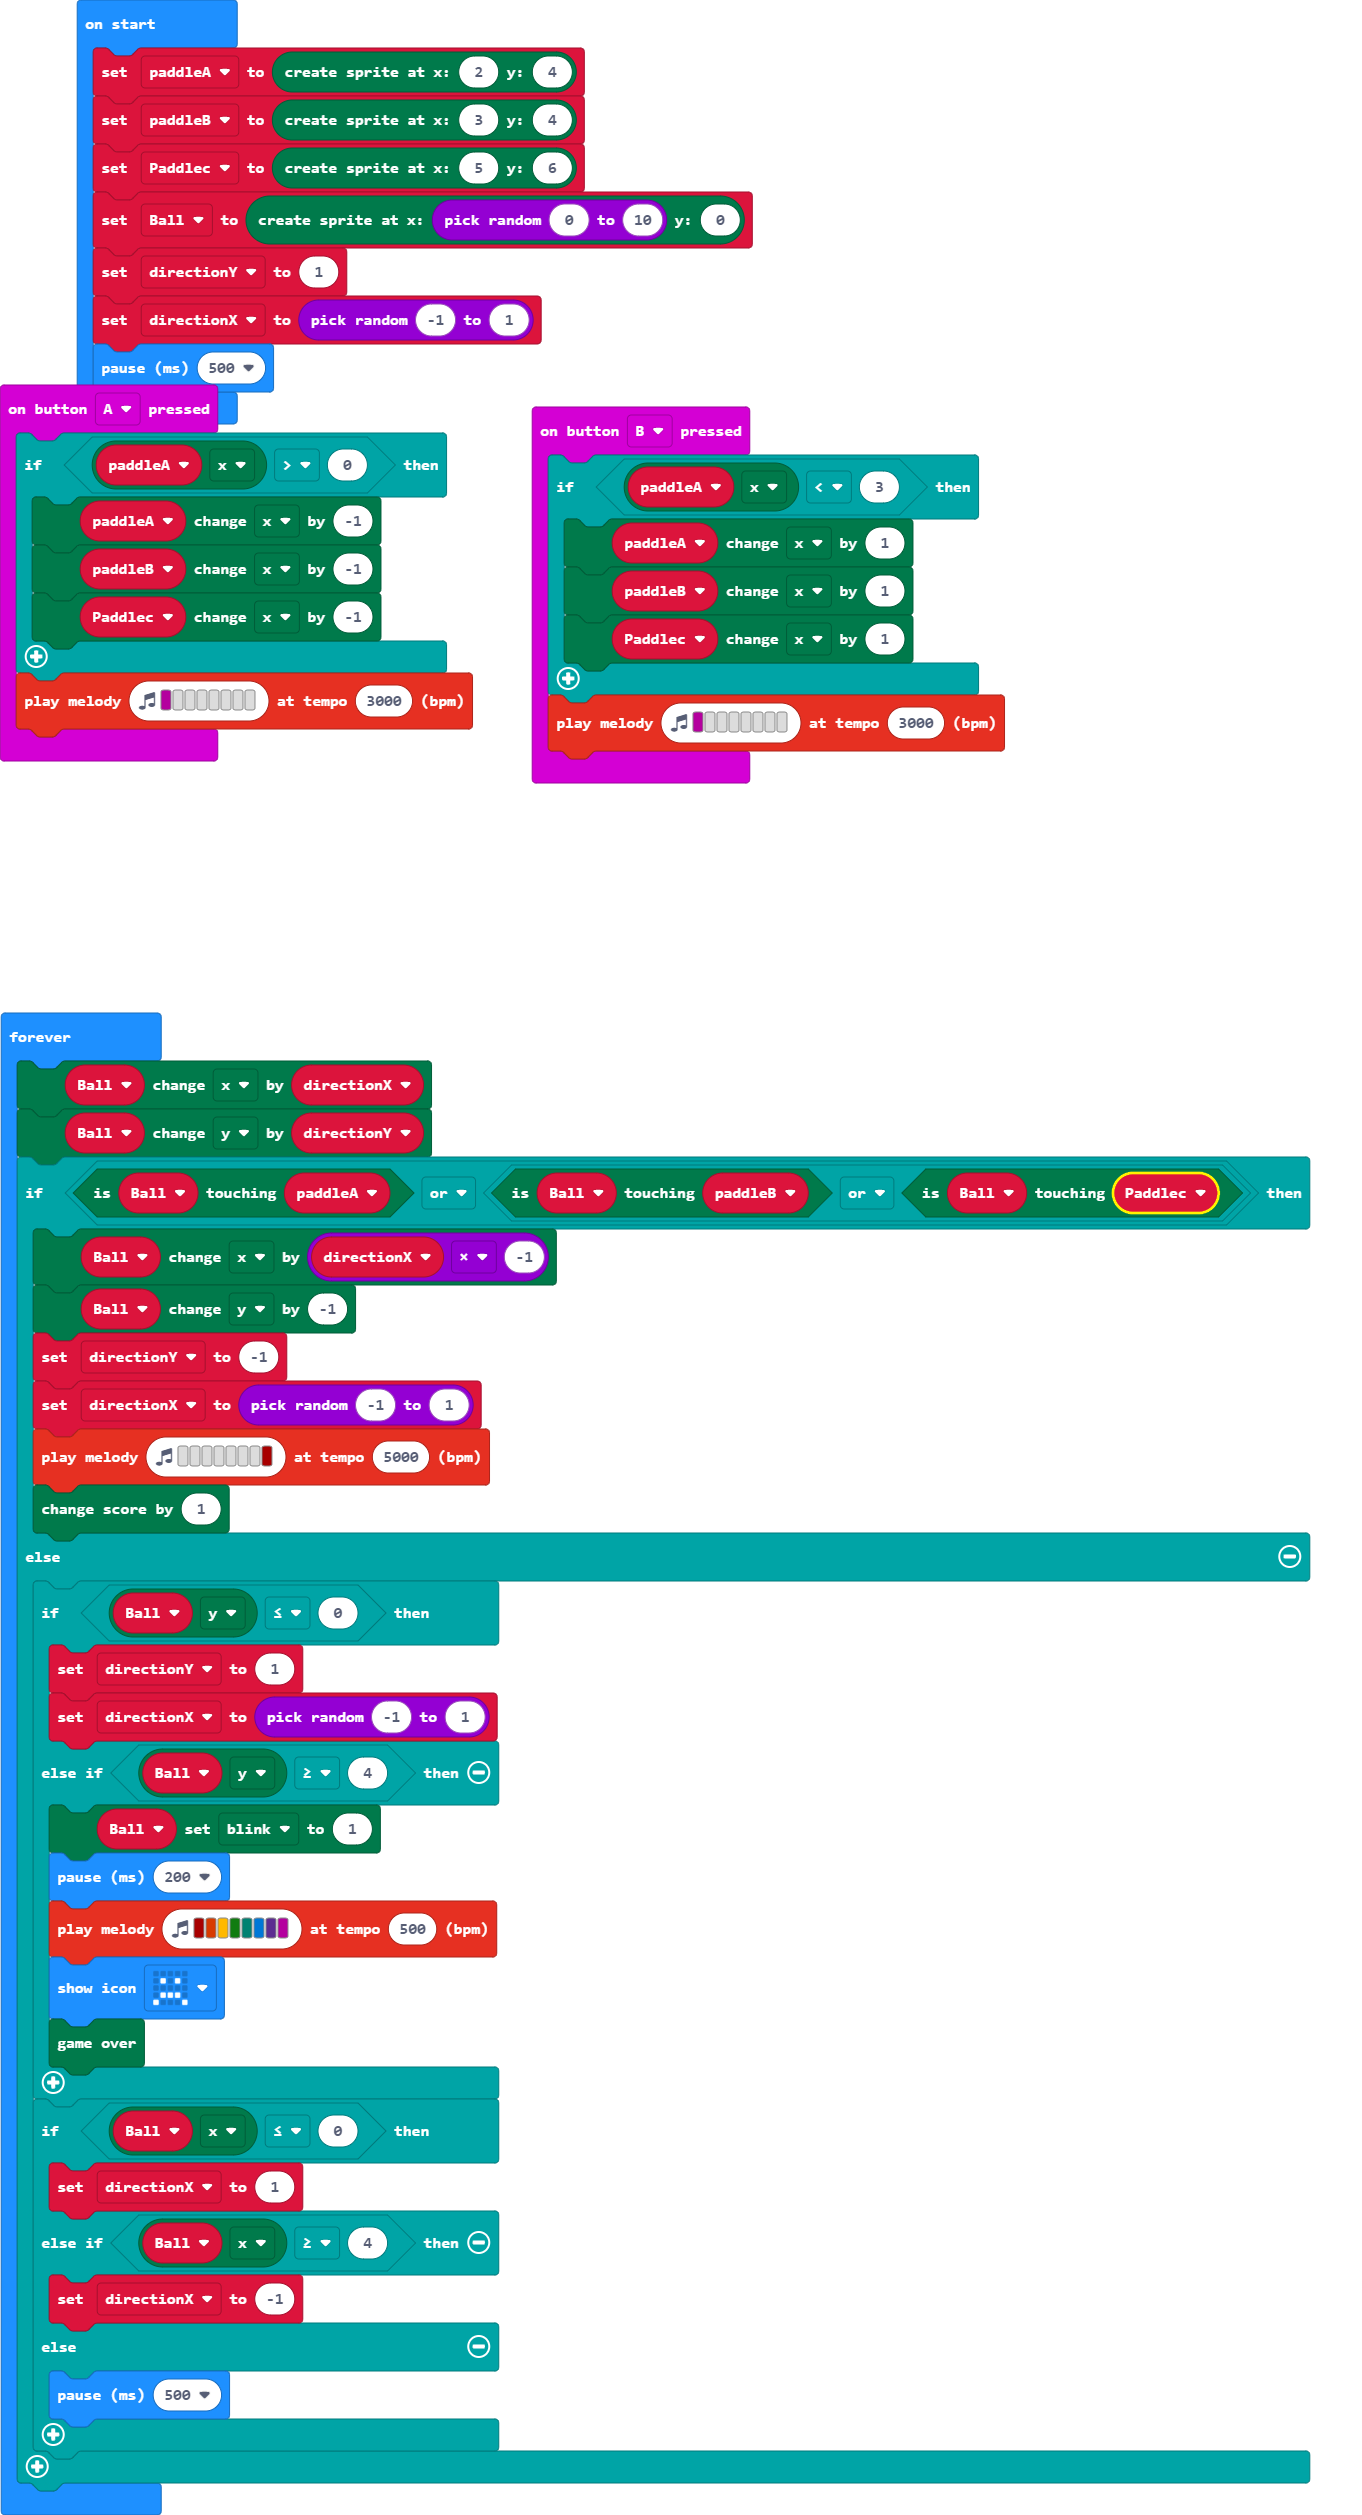 on start
set paddleA to create sprite at x: 2 y: 4
set paddleB to create sprite at x: 3 y: 4
set Paddlec to create sprite at x: 5 y: 6
set Ball to create sprite at x: pick random 0 to 10 y: 0
set directionY to 1
set directionX to pick random -1 to 1
pause (ms) 500
on button A pressed
if paddleA x > 0 then
paddleA change x by -1
paddleB change x by -1
Paddlec change x by -1
play melody at tempo 3000 (bpm)
on button B pressed
if paddleA x < 3 then
paddleA change x by 1
paddleB change x by 1
Paddlec change x by 1
play melody at tempo 3000 (bpm)
forever
Ball change x by directionX
Ball change y by directionY
if is Ball touching paddleA or is Ball touching paddleB or is Ball touching Paddlec then
Ball change x by directionX × -1
Ball change y by -1
set directionY to -1
set directionX to pick random -1 to 1
play melody at tempo 5000 (bpm)
change score by 1
else
if Ball y ≤ 0 then
set directionY to 1
set directionX to pick random -1 to 1
else if Ball y ≥ 4 then
Ball set blink to 1
pause (ms) 200
play melody at tempo 500 (bpm)
show icon
game over
if Ball x ≤ 0 then
set directionX to 1
else if Ball x ≥ 4 then
set directionX to -1
else
pause (ms) 500